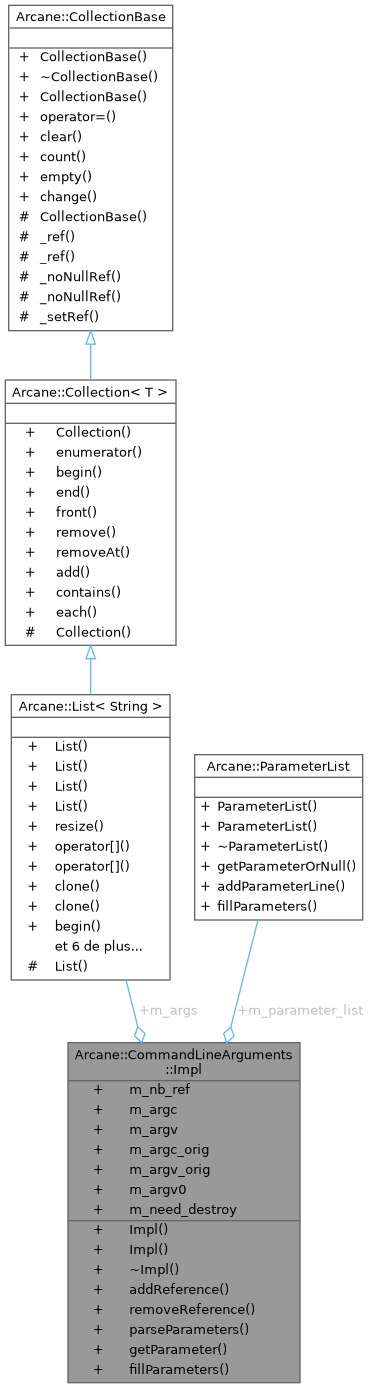 Arcane::CollectionBase
+ CollectionBase()
+ ~CollectionBase()
+ CollectionBase()
+ operator=()
+ clear()
+ count()
+ empty()
+ change()
# CollectionBase()
# _ref()
# _ref()
# _noNullRef()
# _noNullRef()
# _setRef()
Arcane::Collection< T >
+ Collection()
+ enumerator()
+ begin()
+ end()
+ front()
+ remove()
+ removeAt()
+ add()
+ contains()
+ each()
# Collection()
Arcane::List< String >
+ List()
+ List()
+ List()
+ List()
+ resize()
+ operator[]()
+ operator[]()
+ clone()
+ clone()
+ begin()
et 6 de plus...
# List()
Arcane::ParameterList
+ ParameterList()
+ ParameterList()
+ ~ParameterList()
+ getParameterOrNull()
+ addParameterLine()
+ fillParameters()
+m_args
+m_parameter_list
Arcane::CommandLineArguments
::Impl
+ m_nb_ref
+ m_argc
+ m_argv
+ m_argc_orig
+ m_argv_orig
+ m_argv0
+ m_need_destroy
+ Impl()
+ Impl()
+ ~Impl()
+ addReference()
+ removeReference()
+ parseParameters()
+ getParameter()
+ fillParameters()